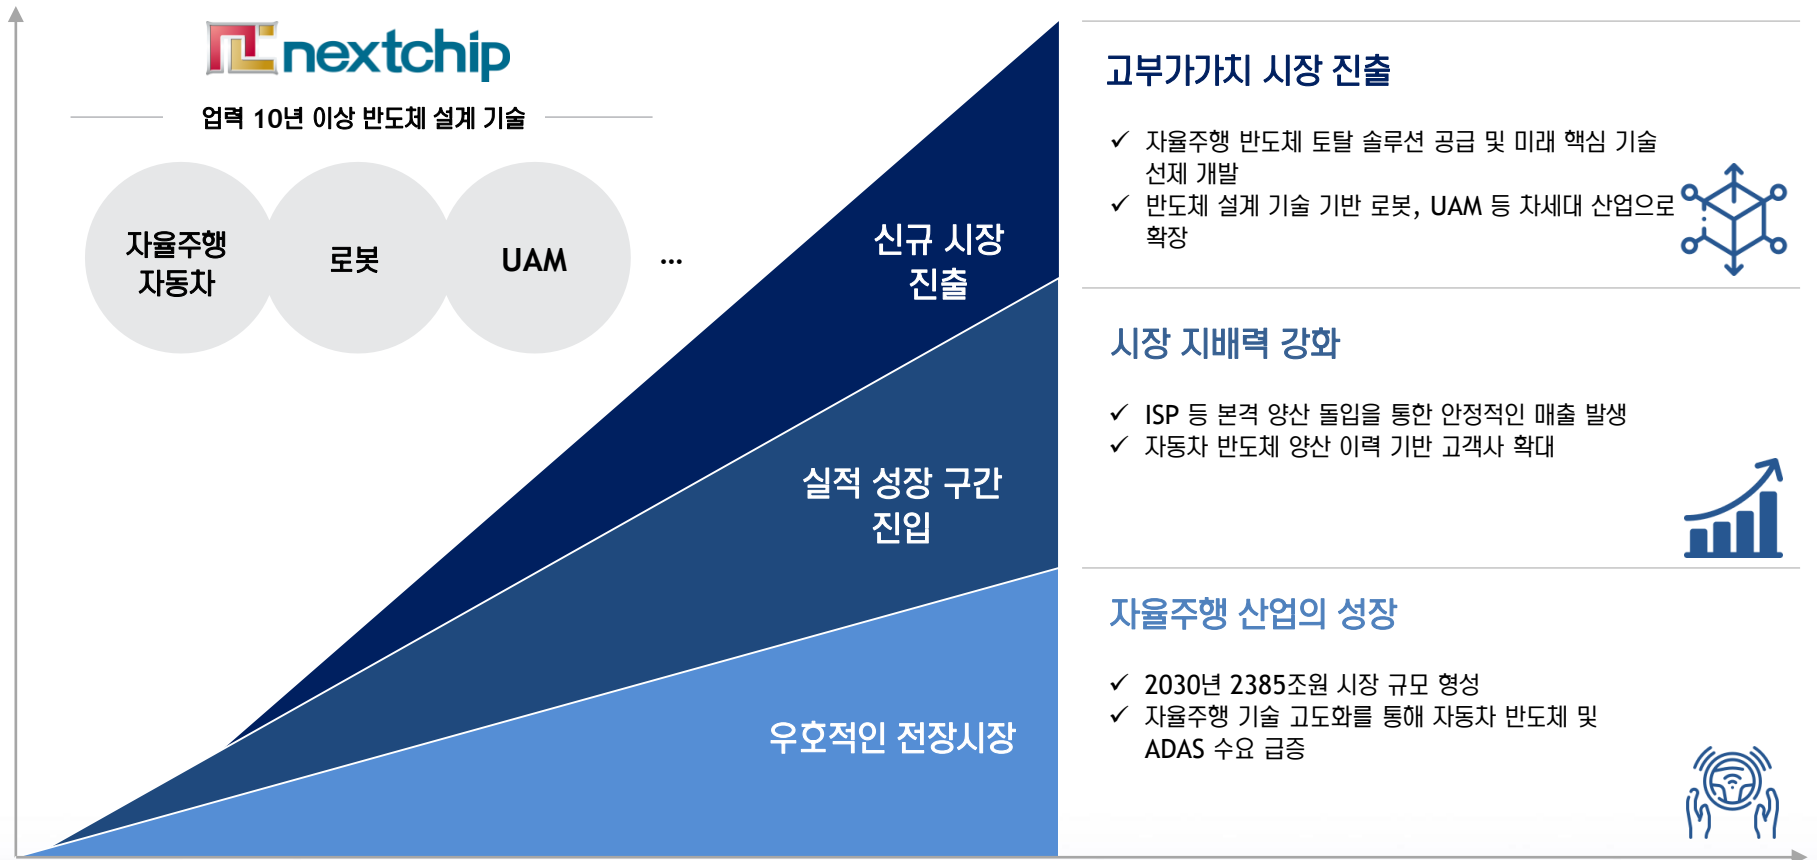 nextchip
업력 10년 이상 반도체 설계 기술
자율주행
자동차
로봇
UAM
...
신규 시장
진출
실적 성장 구간
진입
우호적인 전장시장
고부가가치 시장 진출
✓ 자율주행 반도체 토탈 솔루션 공급 및 미래 핵심 기술
선제 개발
✓ 반도체 설계 기술 기반 로봇, UAM 등 차세대 산업으로
확장
시장 지배력 강화
✓ ISP 등 본격 양산 돌입을 통한 안정적인 매출 발생
✓ 자동차 반도체 양산 이력 기반 고객사 확대
자율주행 산업의 성장
✓ 2030년 2385조원 시장 규모 형성
✓ 자율주행 기술 고도화를 통해 자동차 반도체 및
ADAS 수요 급증